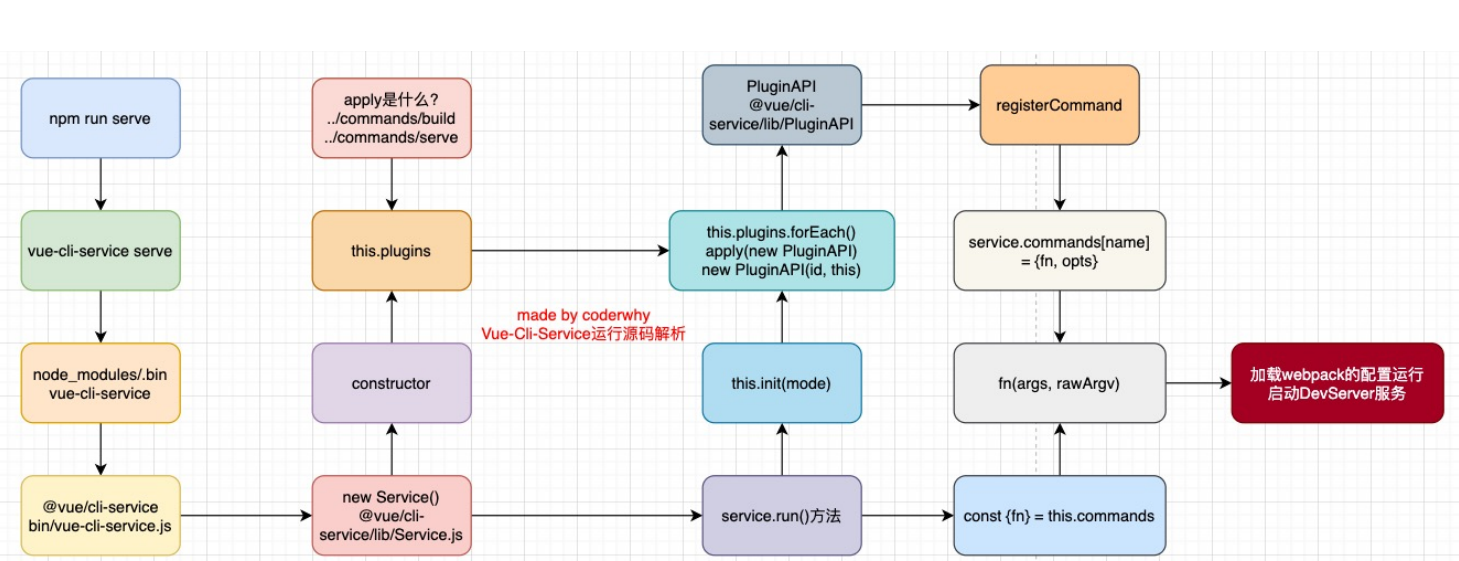 npm run serve
vue-cli-service serve
node_modules/.bin
vue-cli-service
@vue/cli-service
bin/vue-cli-service.js
apply是什么?
../commands/build
../commands/serve
this.plugins
constructor
new Service()
@vue/cli-
service/lib/Service.js
made by coderwhy
Vue-Cli-Service运行源码解析
PluginAPI
@vue/cli-
service/lib/PluginAPI
this.plugins.forEach()
apply(new PluginAPI)
new PluginAPI(id, this)
this.init(mode)
service.run()方法
registerCommand
service.commands[name]
= {fn, opts}
fn(args, rawArgv)
const {fn} = this.commands
加载webpack的配置运行
启动DevServer服务